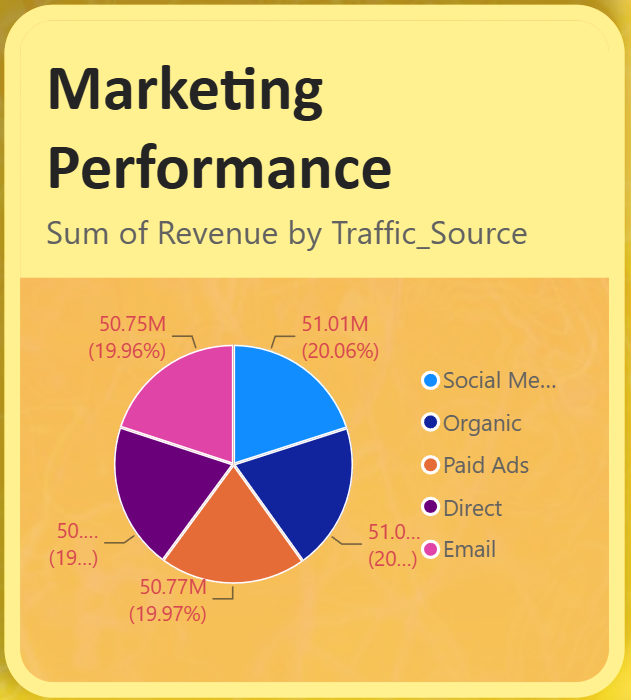 Marketing
Performance
Sum of Revenue by Traffic_Source
50.75M
(19.96%)
51.01M
(20.06%)
Social Me...
Organic
Paid Ads
Direct
Email
50....
(19...)
51.0...
(20...)
50.77M
(19.97%)